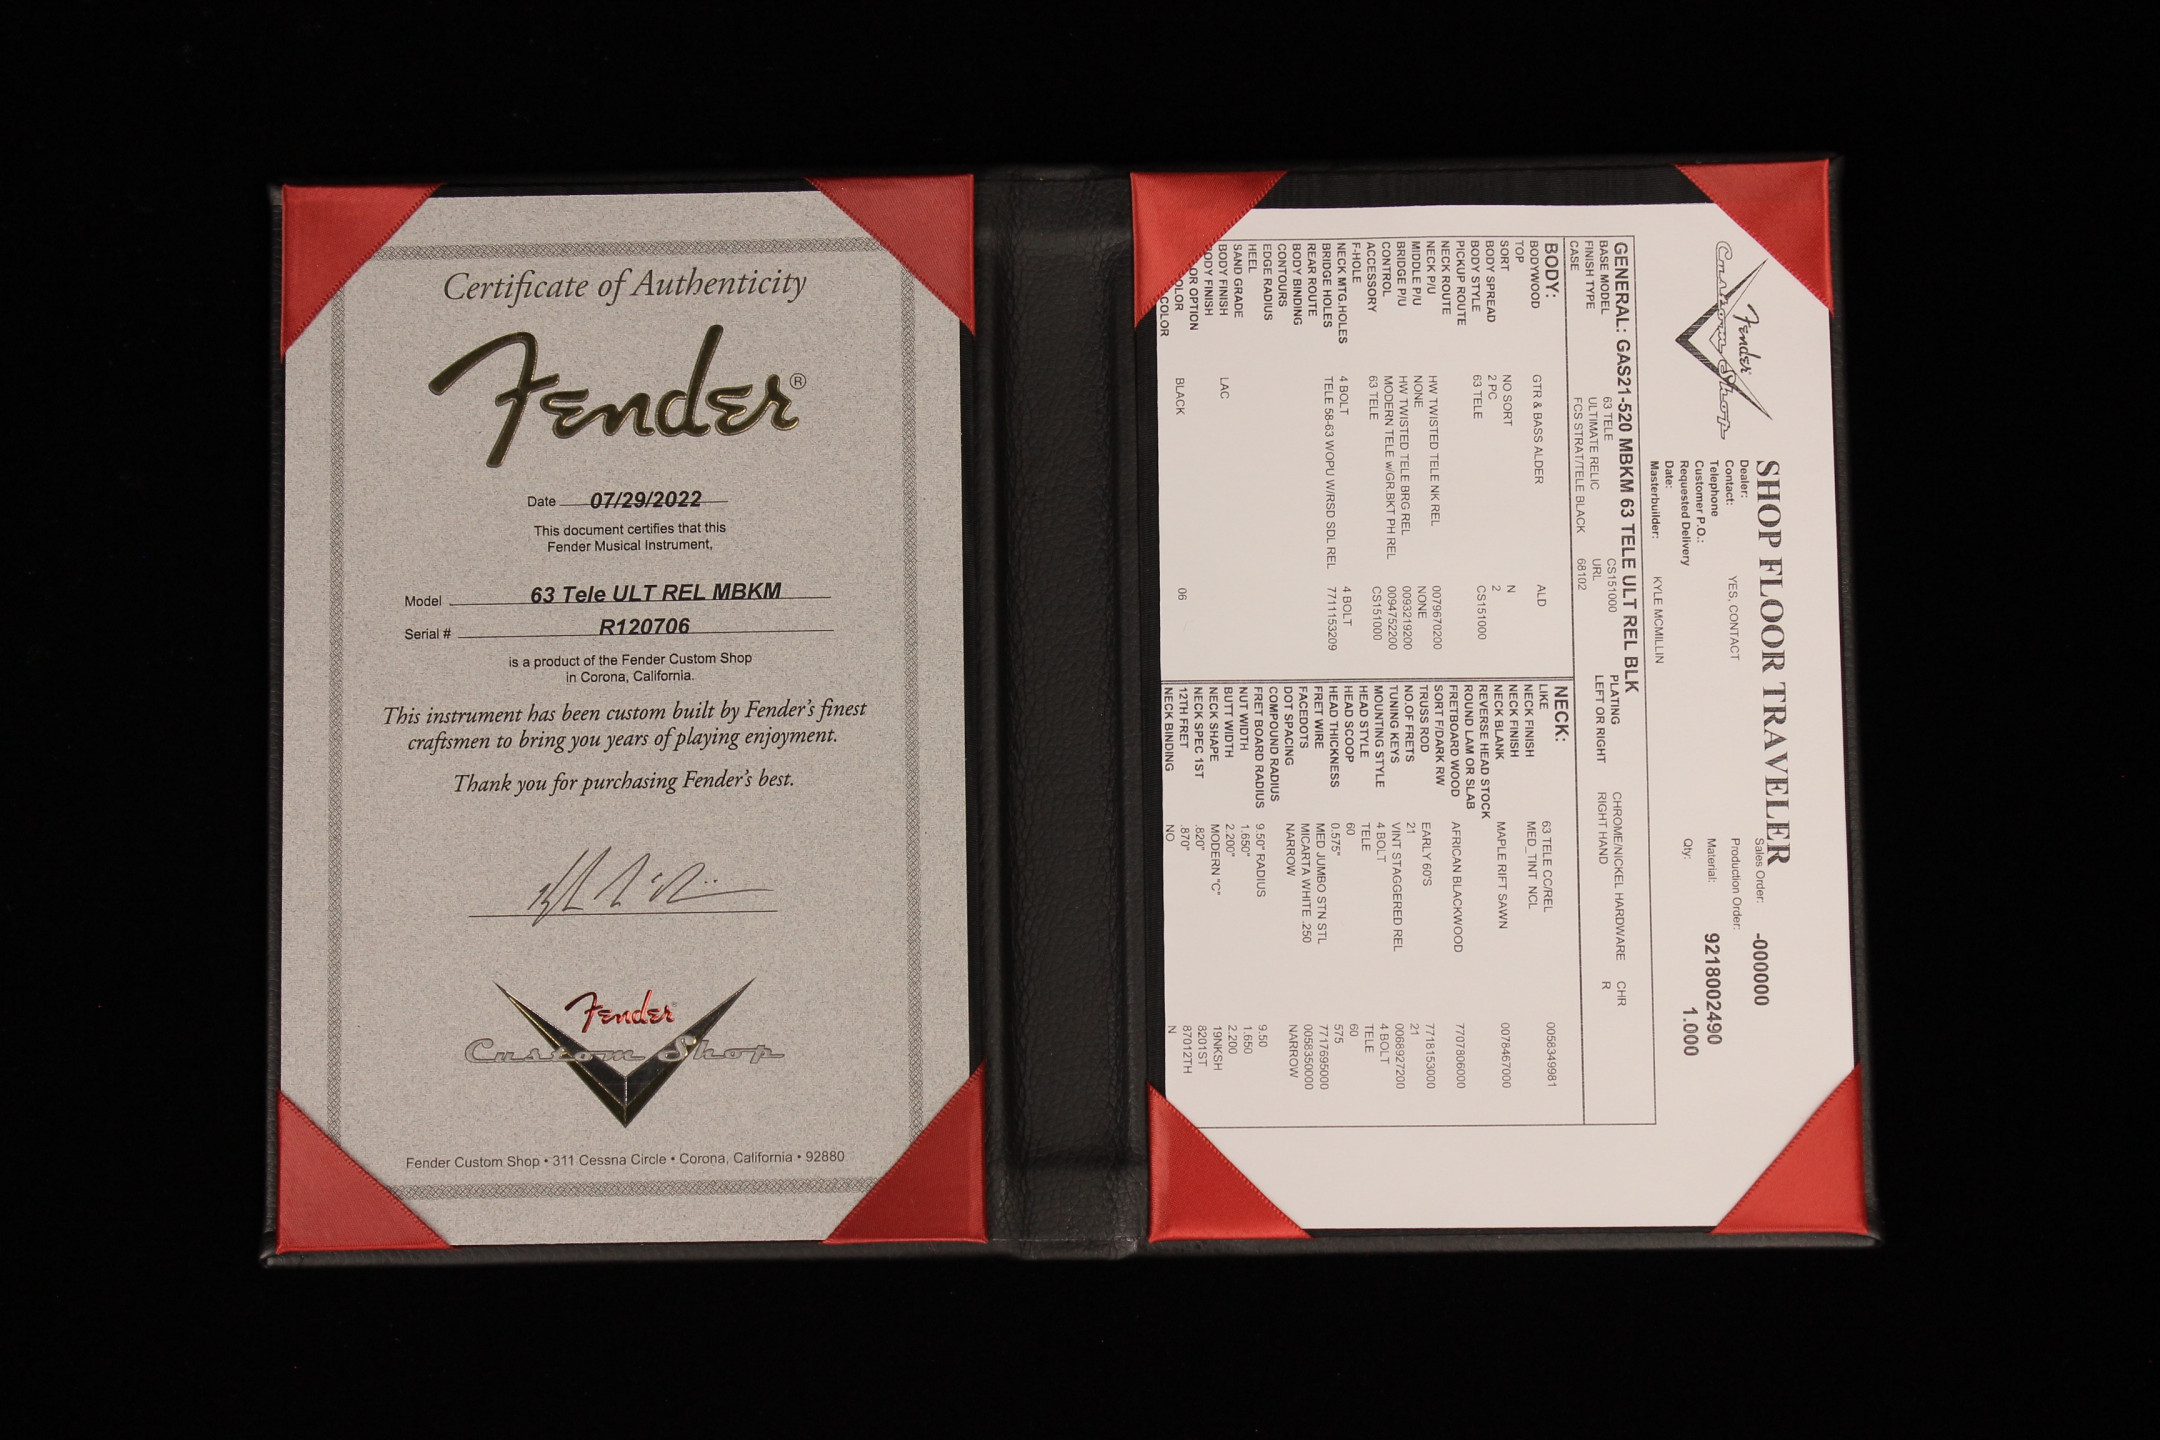 Certificate of Authenticity
Fender®
Date 07/29/2022
This document certifies that this
Fender Musical Instrument,
Model 63 Tele ULT REL MBKM
Serial # R120706
is a product of the Fender Custom Shop
in Corona, California.
This instrument has been custom built by Fender's finest
craftsmen to bring you years of playing enjoyment.
Thank you for purchasing Fender's best.
Fender
Custom Shop
Fender Custom Shop • 311 Cessna Circle • Corona, California • 92880
Fender
Custom Shop
SHOP FLOOR TRAVELER
Dealer:
Contact: YES, CONTACT
Telephone
Customer P.O.:
Requested Delivery
Date:
Masterbuilder: KYLE MCMILLIN
Sales Order: -000000
Production Order:
Material: 9218002490
Qty: 1.000
GENERAL: GAS21-520 MBKM 63 TELE ULT REL BLK
BASE MODEL 63 TELE CS151000 PLATING CHROME/NICKEL HARDWARE CHR
FINISH TYPE ULTIMATE RELIC URL LEFT OR RIGHT RIGHT HAND R
CASE FCS STRAT/TELE BLACK 68102
BODY:
BODYWOOD GTR & BASS ALDER ALD
TOP
SORT NO SORT N
BODY SPREAD 2 PC 2
BODY STYLE 63 TELE CS151000
PICKUP ROUTE
NECK ROUTE
NECK P/U HW TWISTED TELE NK REL 0079670200
MIDDLE P/U NONE NONE
BRIDGE P/U HW TWISTED TELE BRG REL 0093219200
CONTROL MODERN TELE w/GR.BKT PH REL 0094752200
ACCESSORY 63 TELE CS151000
F-HOLE
NECK MTG.HOLES 4 BOLT 4 BOLT
BRIDGE HOLES TELE 58-63 WOPU W/RSD SDL REL 7711153209
REAR ROUTE
BODY BINDING
CONTOURS
EDGE RADIUS
HEEL
SAND GRADE
BODY FINISH LAC
ODY FINISH
OR OPTION
OLOR BLACK 06
COLOR
NECK:
LIKE 63 TELE CC/REL 0058349981
NECK FINISH MED_TINT NCL
NECK FINISH
NECK BLANK MAPLE RIFT SAWN 0078467000
REVERSE HEAD STOCK
ROUND LAM OR SLAB
FRETBOARD WOOD AFRICAN BLACKWOOD 7707806000
SORT F/DARK RW
TRUSS ROD EARLY 60'S 7718153000
NO.OF FRETS 21 21
TUNING KEYS VINT STAGGERED REL 0068927200
MOUNTING STYLE 4 BOLT 4 BOLT
HEAD STYLE TELE TELE
HEAD SCOOP 60 60
HEAD THICKNESS 0.575" 575
FRET WIRE MED JUMBO STN STL 7717695000
FACEDOTS MICARTA WHITE .250 0058350000
DOT SPACING NARROW NARROW
COMPOUND RADIUS
FRET BOARD RADIUS 9.50" RADIUS 9.50
NUT WIDTH 1.650" 1.650
BUTT WIDTH 2.200" 2.200
NECK SHAPE MODERN "C" 19NKSH
NECK SPEC 1ST .820" 8201ST
12TH FRET .870" 87012TH
NECK BINDING NO N